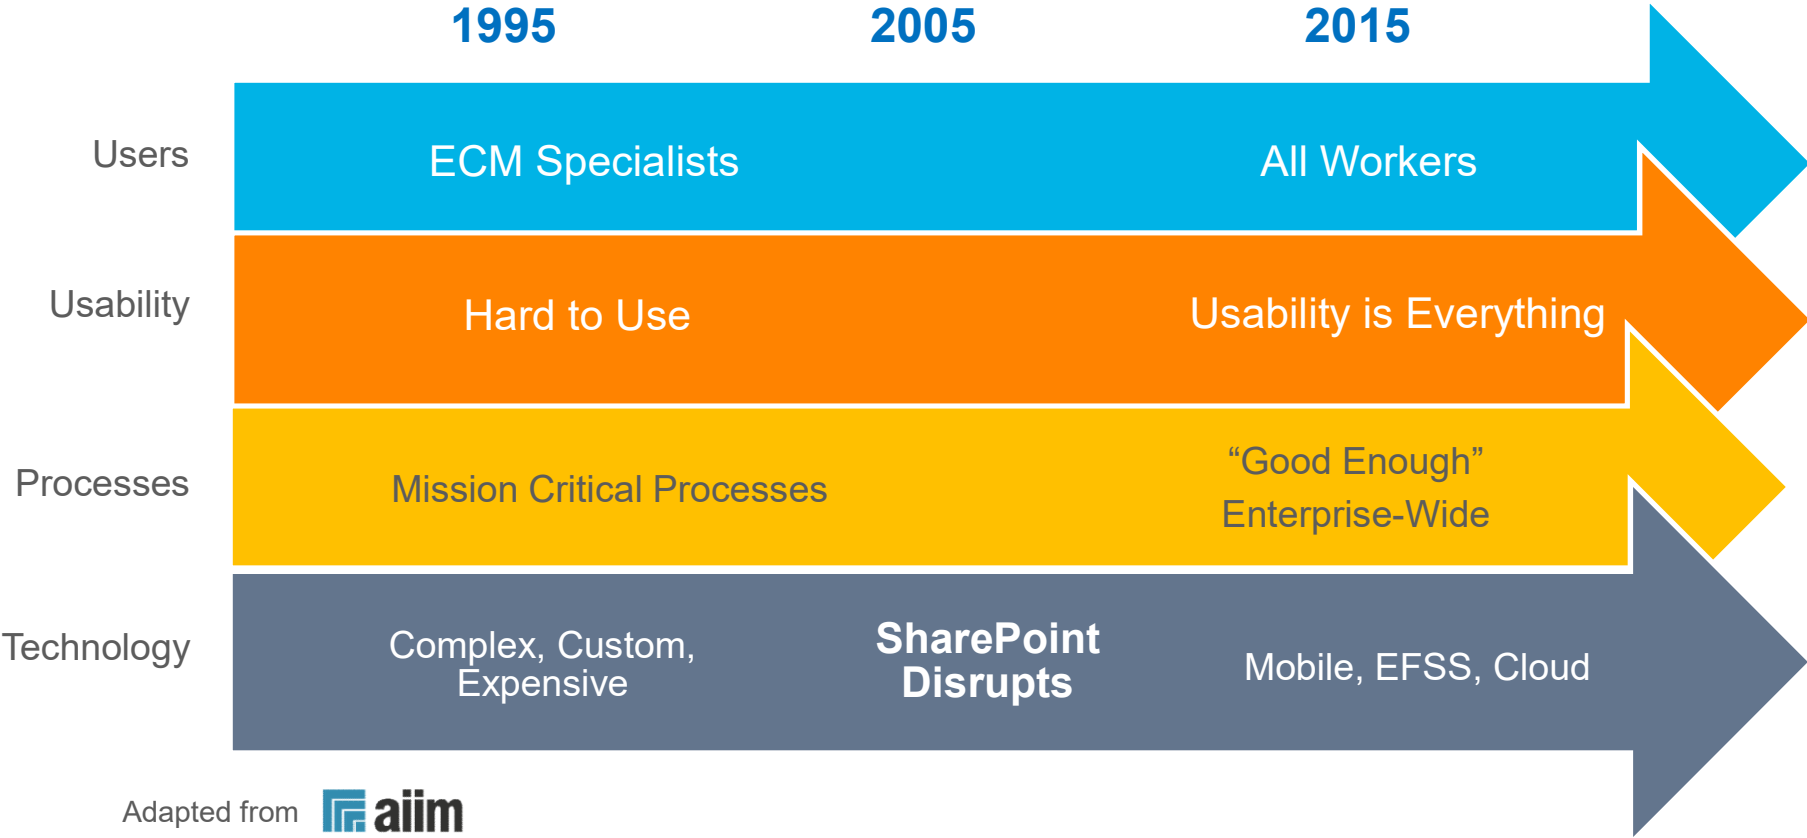 1995 2005 2015
Users
ECM Specialists
All Workers
Usability
Hard to Use
Usability is Everything
Processes
Mission Critical Processes
“Good Enough”
Enterprise-Wide
Technology
Complex, Custom,
Expensive
SharePoint
Disrupts
Mobile, EFSS, Cloud
Adapted from aiim